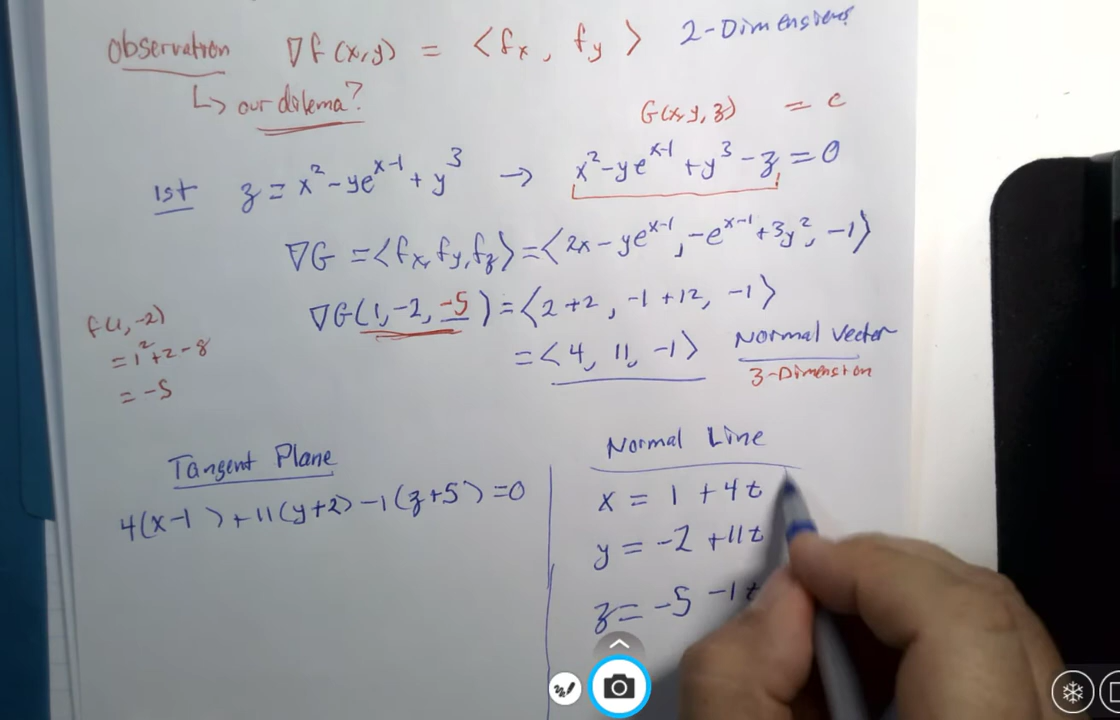 Observation ∇f(x,y) = ⟨fx, fy⟩ 2-Dimensions
↳ our dilema?
G(x,y,z) = c
1st z = x² - ye^(x-1) + y³ → x² - ye^(x-1) + y³ - z = 0
∇G = ⟨fx, fy, fz⟩ = ⟨2x - ye^(x-1), -e^(x-1) + 3y², -1⟩
∇G(1, -2, -5) = ⟨2+2, -1+12, -1⟩
= ⟨4, 11, -1⟩ Normal Vector
3-Dimension
f(1, -2)
= 1² + 2 - 8
= -5
Tangent Plane
4(x-1) + 11(y+2) - 1(z+5) = 0
Normal Line
x = 1 + 4t
y = -2 + 11t
z = -5 - 1t